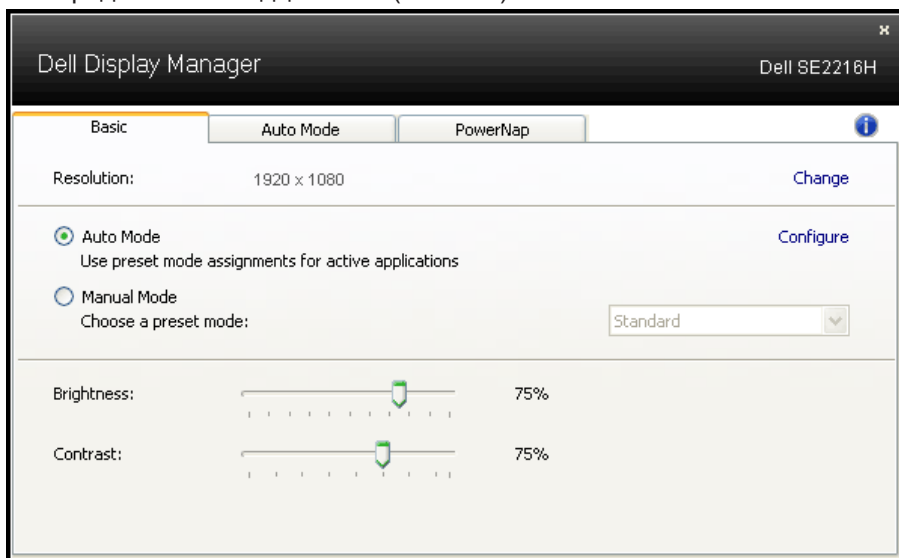 Dell Display Manager
Dell SE2216H
Basic
Auto Mode
PowerNap
Resolution:
1920 x 1080
Change
Auto Mode
Configure
Use preset mode assignments for active applications
Manual Mode
Choose a preset mode:
Standard
Brightness:
75%
Contrast:
75%